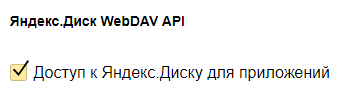 Яндекс.Диск WebDAV API
Доступ к Яндекс.Диску для приложений